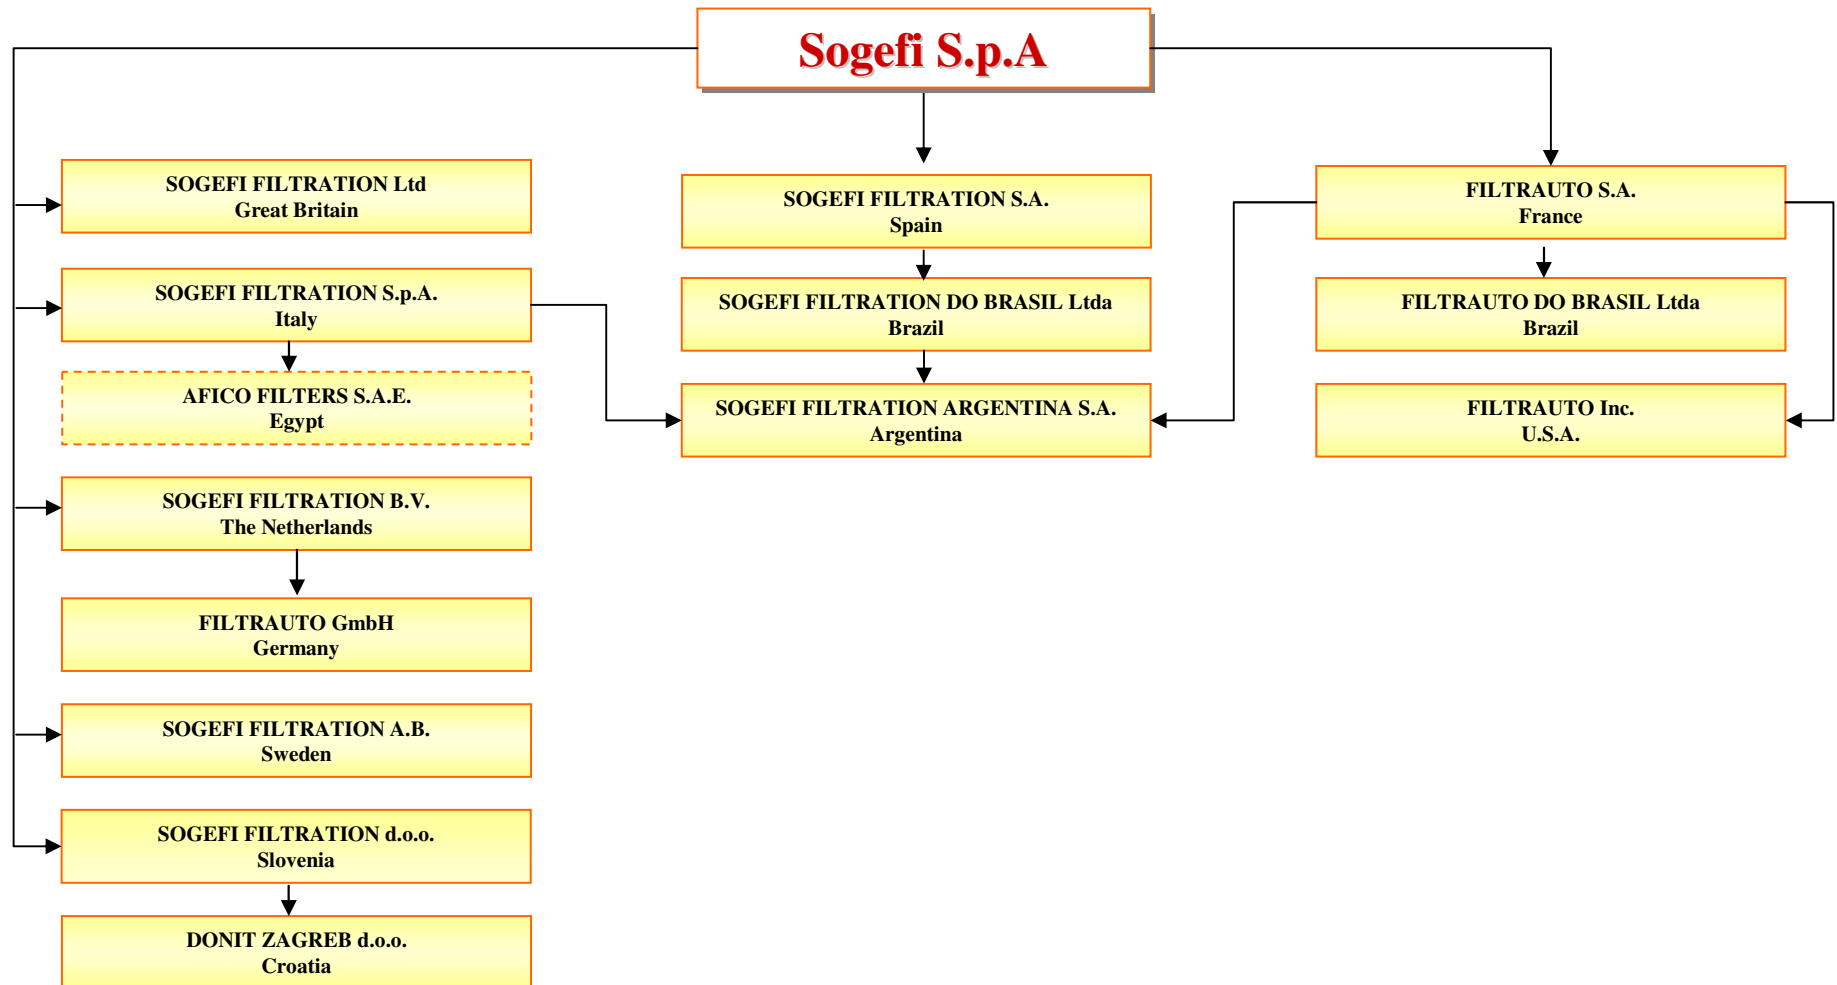 Sogefi S.p.A
SOGEFI FILTRATION Ltd
Great Britain
SOGEFI FILTRATION S.p.A.
Italy
AFICO FILTERS S.A.E.
Egypt
SOGEFI FILTRATION B.V.
The Netherlands
FILTRAUTO GmbH
Germany
SOGEFI FILTRATION A.B.
Sweden
SOGEFI FILTRATION d.o.o.
Slovenia
DONIT ZAGREB d.o.o.
Croatia
SOGEFI FILTRATION S.A.
Spain
SOGEFI FILTRATION DO BRASIL Ltda
Brazil
SOGEFI FILTRATION ARGENTINA S.A.
Argentina
FILTRAUTO S.A.
France
FILTRAUTO DO BRASIL Ltda
Brazil
FILTRAUTO Inc.
U.S.A.